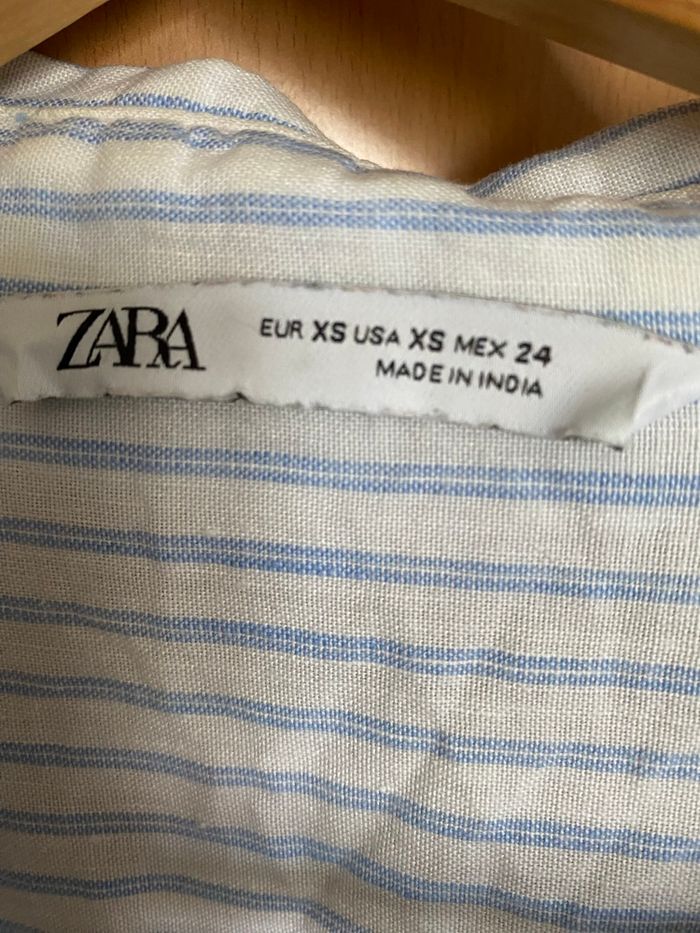 ZARA
EUR XS USA XS MEX 24
MADE IN INDIA